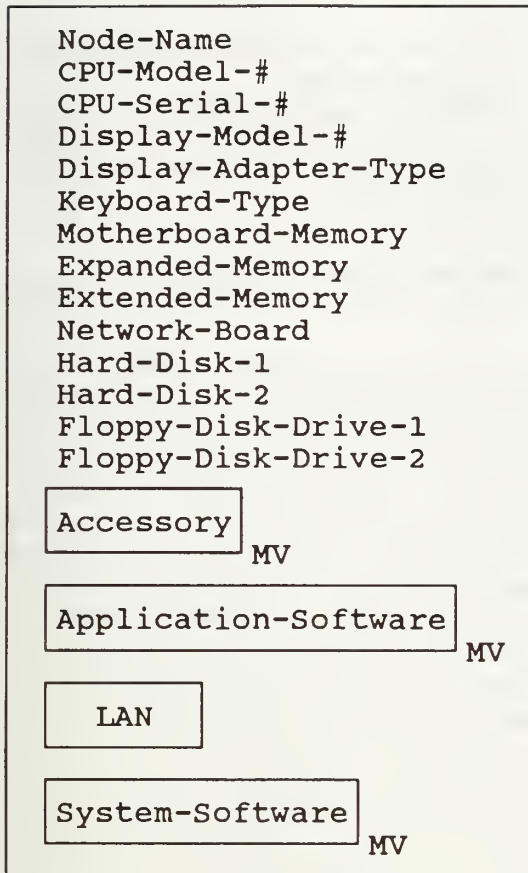 Node-Name
CPU-Model-#
CPU-Serial-#
Display-Model-#
Display-Adapter-Type
Keyboard-Type
Motherboard-Memory
Expanded-Memory
Extended-Memory
Network-Board
Hard-Disk-1
Hard-Disk-2
Floppy-Disk-Drive-1
Floppy-Disk-Drive-2
Accessory
MV
Application-Software
MV
LAN
System-Software
MV